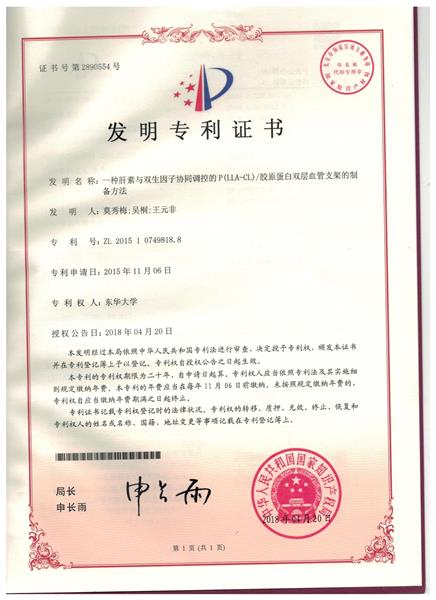 证书号第2890554号
发明专利证书
发明名称：一种肝素与双生因子协同调控的P(LLA-CL)/胶原蛋白双层血管支架的制
备方法
发明人：莫秀梅;吴桐;王元非
专利号：ZL 2015 1 0749818.8
专利申请日：2015年11月06日
专利权人：东华大学
授权公告日：2018年04月20日
本发明经过本局依照中华人民共和国专利法进行审查，决定授予专利权，颁发本证书
并在专利登记簿上予以登记。专利权自授权公告之日起生效。
本专利的专利权期限为二十年，自申请日起算。专利权人应当依照专利法及其实施细
则规定缴纳年费。本专利的年费应当在每年11月06日前缴纳。未按照规定缴纳年费的，
专利权自应当缴纳年费期满之日起终止。
专利证书记载专利权登记时的法律状况。专利权的转移、质押、无效、终止、恢复和
专利权人的姓名或名称、国籍、地址变更等事项记载在专利登记簿上。
局长
申长雨
申长雨
中华人民共和国国家知识产权局
2018年04月20日
第1页(共1页)